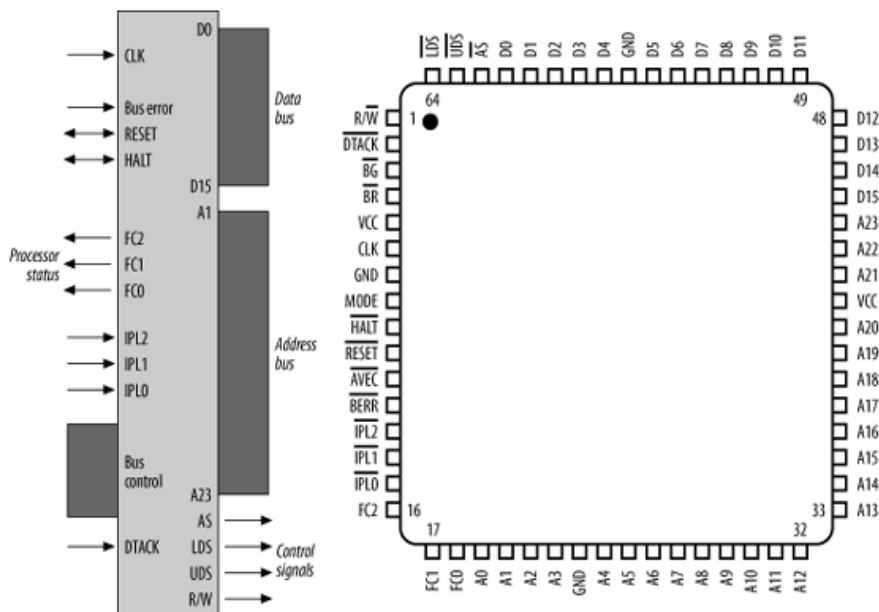 D0
CLK
Data
bus
Bus error
RESET
HALT
D15
A1
FC2
Processor
status
FC1
FC0
IPL2
IPL1
Address
bus
IPL0
Bus
control
A23
AS
DTACK
LDS
Control
signals
UDS
R/W
LDS UDS AS D0 D1 D2 D3 D4 GND D5 D6 D7 D8 D9 D10 D11
64 49
R/W 1 48 D12
DTACK D13
BG D14
BR D15
VCC A23
CLK A22
GND A21
MODE VCC
HALT A20
RESET A19
AVEC A18
BERR A17
IPL2 A16
IPL1 A15
IPL0 A14
FC2 16 33 A13
17 32
FC1 FC0 A0 A1 A2 A3 GND A4 A5 A6 A7 A8 A9 A10 A11 A12